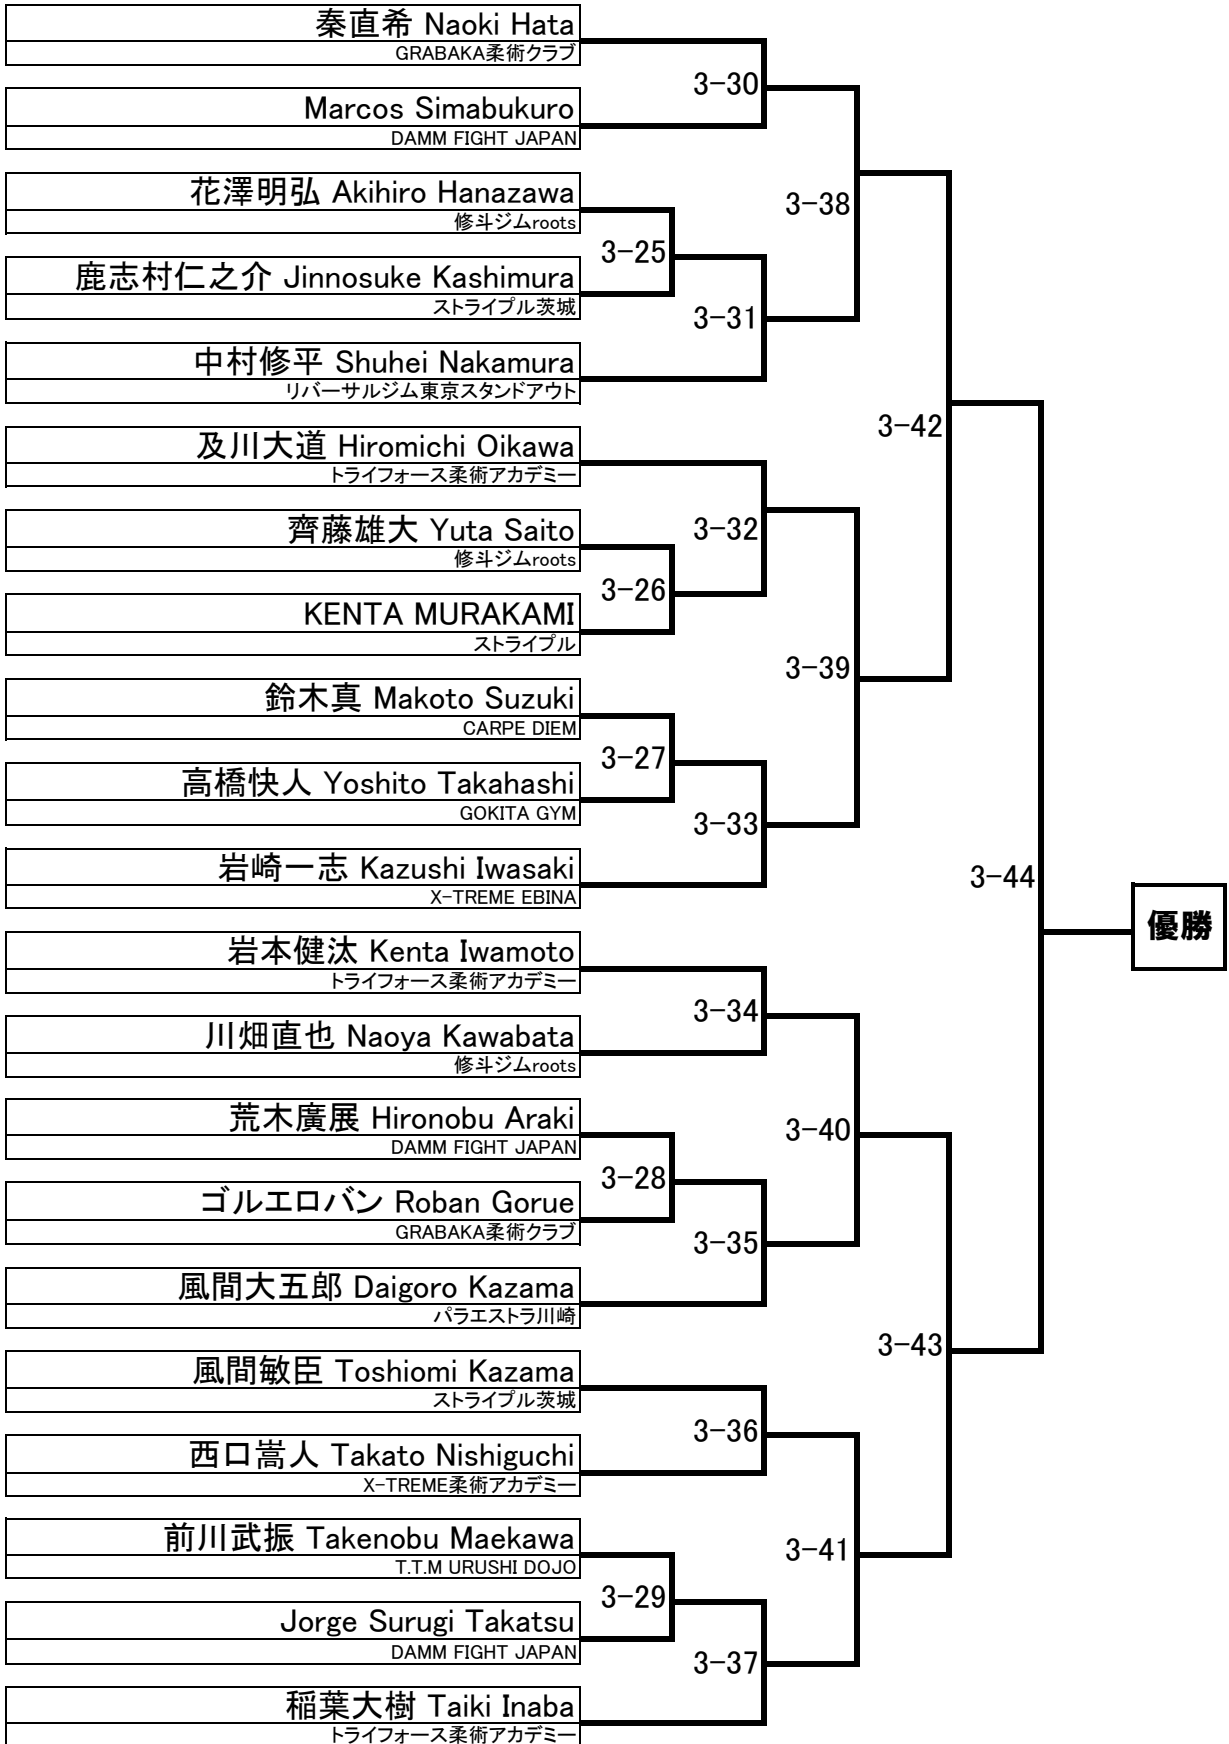 秦直希 Naoki Hata
GRABAKA柔術クラブ
3-30
Marcos Simabukuro
DAMM FIGHT JAPAN
花澤明弘 Akihiro Hanazawa
修斗ジムroots
3-38
3-25
鹿志村仁之介 Jinnosuke Kashimura
ストライプル茨城
3-31
中村修平 Shuhei Nakamura
リバーサルジム東京スタンドアウト
3-42
及川大道 Hiromichi Oikawa
トライフォース柔術アカデミー
齊藤雄大 Yuta Saito
修斗ジムroots
3-32
3-26
KENTA MURAKAMI
ストライプル
3-39
鈴木真 Makoto Suzuki
CARPE DIEM
3-27
高橋快人 Yoshito Takahashi
GOKITA GYM
3-33
岩崎一志 Kazushi Iwasaki
X-TREME EBINA
3-44
優勝
岩本健汰 Kenta Iwamoto
トライフォース柔術アカデミー
3-34
川畑直也 Naoya Kawabata
修斗ジムroots
荒木廣展 Hironobu Araki
DAMM FIGHT JAPAN
3-40
3-28
ゴルエロバン Roban Gorue
GRABAKA柔術クラブ
3-35
風間大五郎 Daigoro Kazama
パラエストラ川崎
3-43
風間敏臣 Toshiomi Kazama
ストライプル茨城
3-36
西口嵩人 Takato Nishiguchi
X-TREME柔術アカデミー
前川武振 Takenobu Maekawa
T.T.M URUSHI DOJO
3-41
3-29
Jorge Surugi Takatsu
DAMM FIGHT JAPAN
3-37
稲葉大樹 Taiki Inaba
トライフォース柔術アカデミー